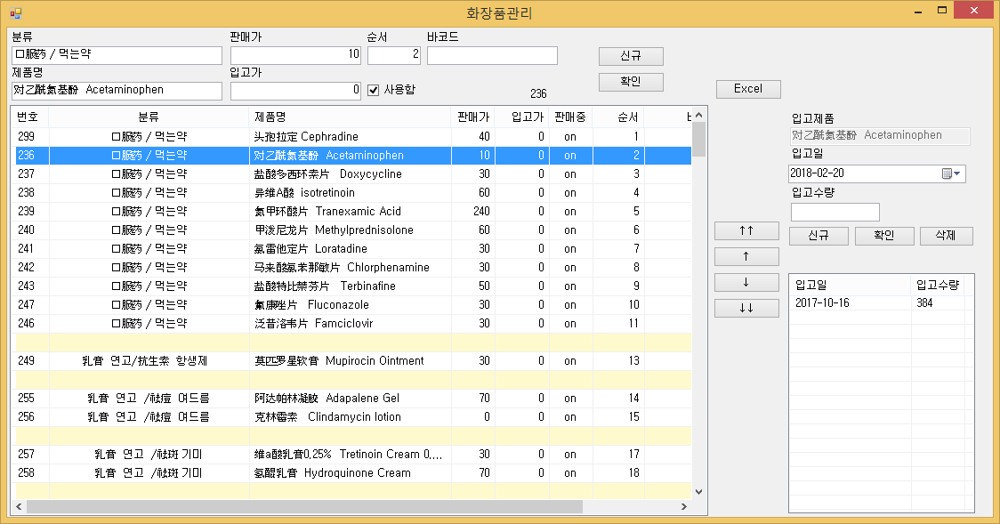 화장품관리
분류 판매가 순서 바코드
口服药 / 먹는약 10 2
신규
제품명 입고가
对乙酰氨基酚 Acetaminophen 0 사용함 236
확인
Excel
번호 분류 제품명 판매가 입고가 판매중 순서
299 口服药 / 먹는약 头孢拉定 Cephradine 40 0 on 1
236 口服药 / 먹는약 对乙酰氨基酚 Acetaminophen 10 0 on 2
237 口服药 / 먹는약 盐酸多西环素片 Doxycycline 30 0 on 3
238 口服药 / 먹는약 异维A酸 isotretinoin 60 0 on 4
239 口服药 / 먹는약 氨甲环酸片 Tranexamic Acid 240 0 on 5
240 口服药 / 먹는약 甲泼尼龙片 Methylprednisolone 60 0 on 6
241 口服药 / 먹는약 氯雷他定片 Loratadine 30 0 on 7
242 口服药 / 먹는약 马来酸氯苯那敏片 Chlorphenamine 30 0 on 8
243 口服药 / 먹는약 盐酸特比萘芬片 Terbinafine 50 0 on 9
247 口服药 / 먹는약 氟康唑片 Fluconazole 30 0 on 10
246 口服药 / 먹는약 泛昔洛韦片 Famciclovir 30 0 on 11
249 乳膏 연고/抗生素 항생제 莫匹罗星软膏 Mupirocin Ointment 30 0 on 13
255 乳膏 연고 /祛痘 여드름 阿达帕林凝胶 Adapalene Gel 70 0 on 14
256 乳膏 연고 /祛痘 여드름 克林霉素 Clindamycin lotion 0 0 on 15
257 乳膏 연고 /祛斑 기미 维a酸乳膏0,25% Tretinoin Cream 0,... 30 0 on 17
258 乳膏 연고 /祛斑 기미 氢醌乳膏 Hydroquinone Cream 70 0 on 18
↑↑
↑
↓
↓↓
입고제품
对乙酰氨基酚 Acetaminophen
입고일
2018-02-20
입고수량
신규 확인 삭제
입고일 입고수량
2017-10-16 384